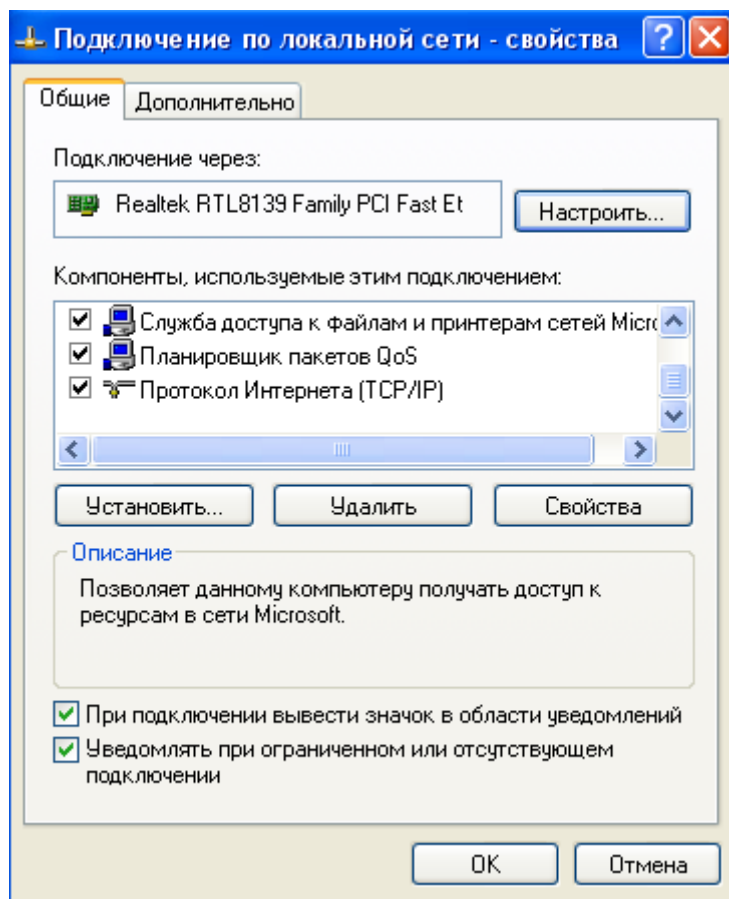 Подключение по локальной сети - свойства
Общие
Дополнительно
Подключение через:
Realtek RTL8139 Family PCI Fast Et
Настроить...
Компоненты, используемые этим подключением:
Служба доступа к файлам и принтерам сетей Micro
Планировщик пакетов QoS
Протокол Интернета (TCP/IP)
Установить...
Удалить
Свойства
Описание
Позволяет данному компьютеру получать доступ к
ресурсам в сети Microsoft.
При подключении вывести значок в области уведомлений
Уведомлять при ограниченном или отсутствующем
подключении
OK
Отмена